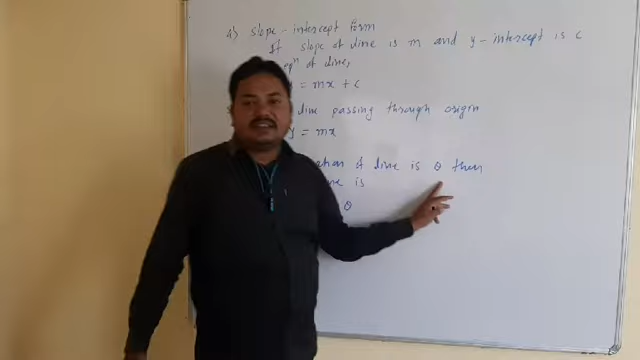 a) slope - intercept form
If slope of line is m and y - intercept is c
eqⁿ of line,
= mx + c
line passing through origin
y = mx
of line is θ then
is
θ